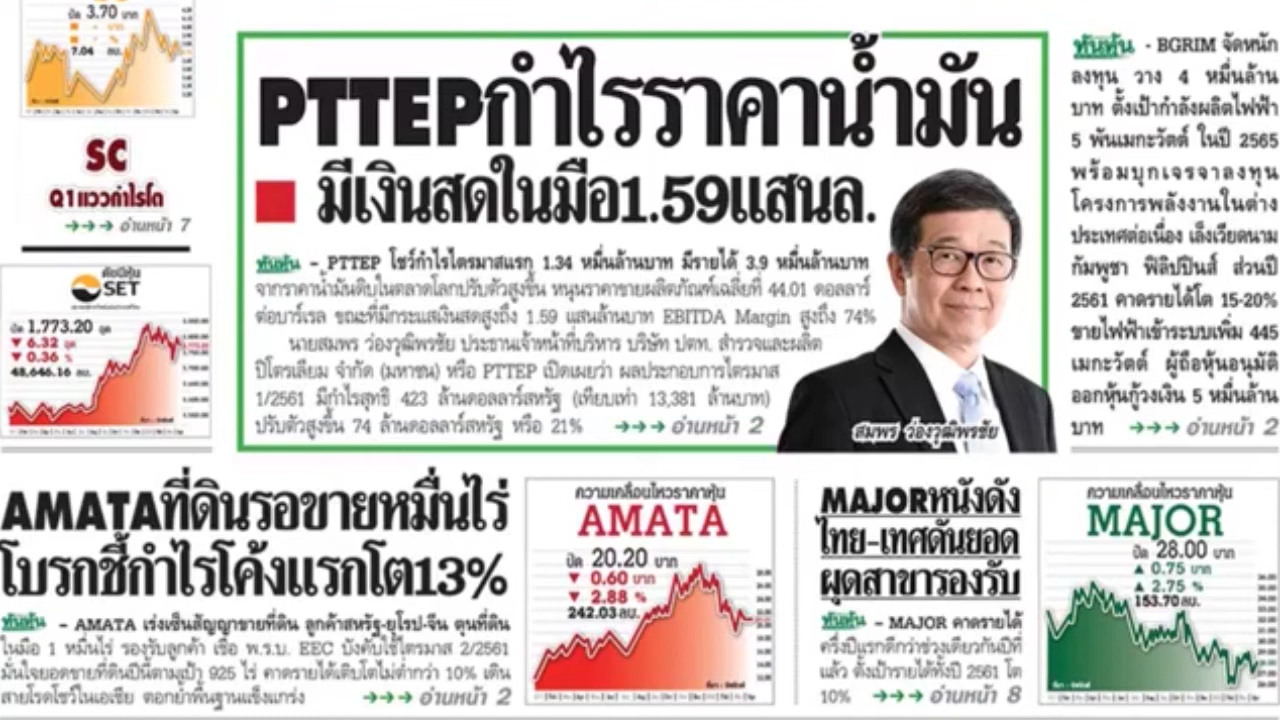 ปิด 3.70 บาท
7.04 ลบ.
SC
Q1แววกำไรโต
→→→ อ่านหน้า 7
ดัชนีหุ้น
SET
ปิด 1,773.20 จุด
▼ 6.32 จุด
▼ 0.36 %
48,646.16 ลบ.
PTTEPกำไรราคาน้ำมัน
■ มีเงินสดในมือ1.59แสนล.
ทันหุ้น – PTTEP โชว์กำไรไตรมาสแรก 1.34 หมื่นล้านบาท มีรายได้ 3.9 หมื่นล้านบาท
จากราคาน้ำมันดิบในตลาดโลกปรับตัวสูงขึ้น หนุนราคาขายผลิตภัณฑ์เฉลี่ยที่ 44.01 ดอลลาร์
ต่อบาร์เรล ขณะที่มีกระแสเงินสดสูงถึง 1.59 แสนล้านบาท EBITDA Margin สูงถึง 74%
นายสมพร ว่องวุฒิพรชัย ประธานเจ้าหน้าที่บริหาร บริษัท ปตท. สำรวจและผลิต
ปิโตรเลียม จำกัด (มหาชน) หรือ PTTEP เปิดเผยว่า ผลประกอบการไตรมาส
1/2561 มีกำไรสุทธิ 423 ล้านดอลลาร์สหรัฐ (เทียบเท่า 13,381 ล้านบาท)
ปรับตัวสูงขึ้น 74 ล้านดอลลาร์สหรัฐ หรือ 21% →→→ อ่านหน้า 2
สมพร ว่องวุฒิพรชัย
ทันหุ้น - BGRIM จัดหนัก
ลงทุน วาง 4 หมื่นล้าน
บาท ตั้งเป้ากำลังผลิตไฟฟ้า
5 พันเมกะวัตต์ ในปี 2565
พร้อมบุกเจรจาลงทุน
โครงการพลังงานในต่าง
ประเทศต่อเนื่อง เล็งเวียดนาม
กัมพูชา ฟิลิปปินส์ ส่วนปี
2561 คาดรายได้โต 15-20%
ขายไฟฟ้าเข้าระบบเพิ่ม 445
เมกะวัตต์ ผู้ถือหุ้นอนุมัติ
ออกหุ้นกู้วงเงิน 5 หมื่นล้าน
บาท →→→ อ่านหน้า 2
AMATAที่ดินรอขายหมื่นไร่
โบรกชี้กำไรโค้งแรกโต13%
ทันหุ้น – AMATA เร่งเซ็นสัญญาขายที่ดิน ลูกค้าสหรัฐ-ยุโรป-จีน ตุนที่ดิน
ในมือ 1 หมื่นไร่ รองรับลูกค้า เชื่อ พ.ร.บ. EEC บังคับใช้ไตรมาส 2/2561
มั่นใจยอดขายที่ดินปีนี้ตามเป้า 925 ไร่ คาดรายได้เติบโตไม่ต่ำกว่า 10% เดิน
สายโรดโชว์ในเอเชีย ตอกย้ำพื้นฐานแข็งแกร่ง →→→ อ่านหน้า 2
ความเคลื่อนไหวราคาหุ้น
AMATA
ปิด 20.20 บาท
▼ 0.60 บาท
▼ 2.88 %
242.03 ลบ.
MAJORหนังดัง
ไทย-เทศดันยอด
ผุดสาขารองรับ
ทันหุ้น – MAJOR คาดรายได้
ครึ่งปีแรกดีกว่าช่วงเดียวกันปีที่
แล้ว ตั้งเป้ารายได้ทั้งปี 2561 โต
10% →→→ อ่านหน้า 8
ความเคลื่อนไหวราคาหุ้น
MAJOR
ปิด 28.00 บาท
▲ 0.75 บาท
▲ 2.75 %
153.70 ลบ.